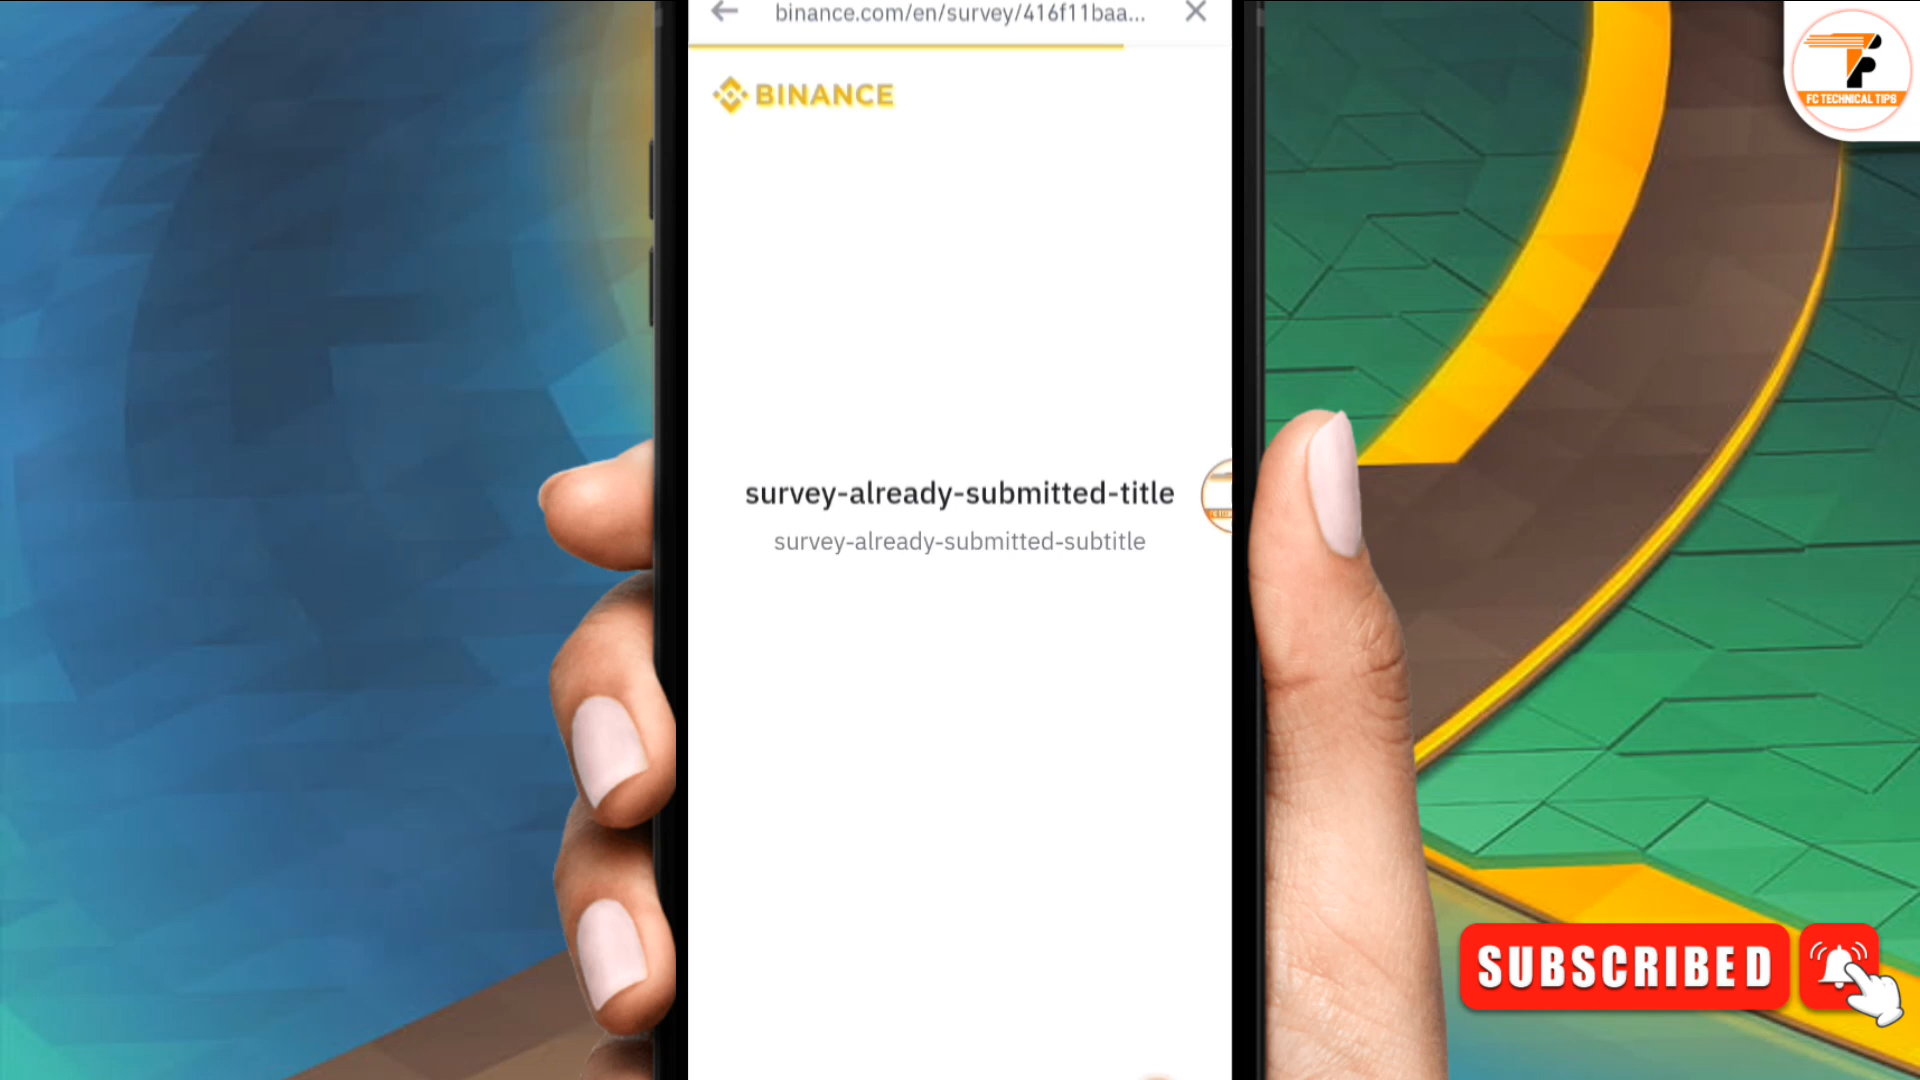 binance.com/en/survey/416f11baa...
BINANCE
survey-already-submitted-title
survey-already-submitted-subtitle
FC TECHNICAL TIPS
SUBSCRIBED